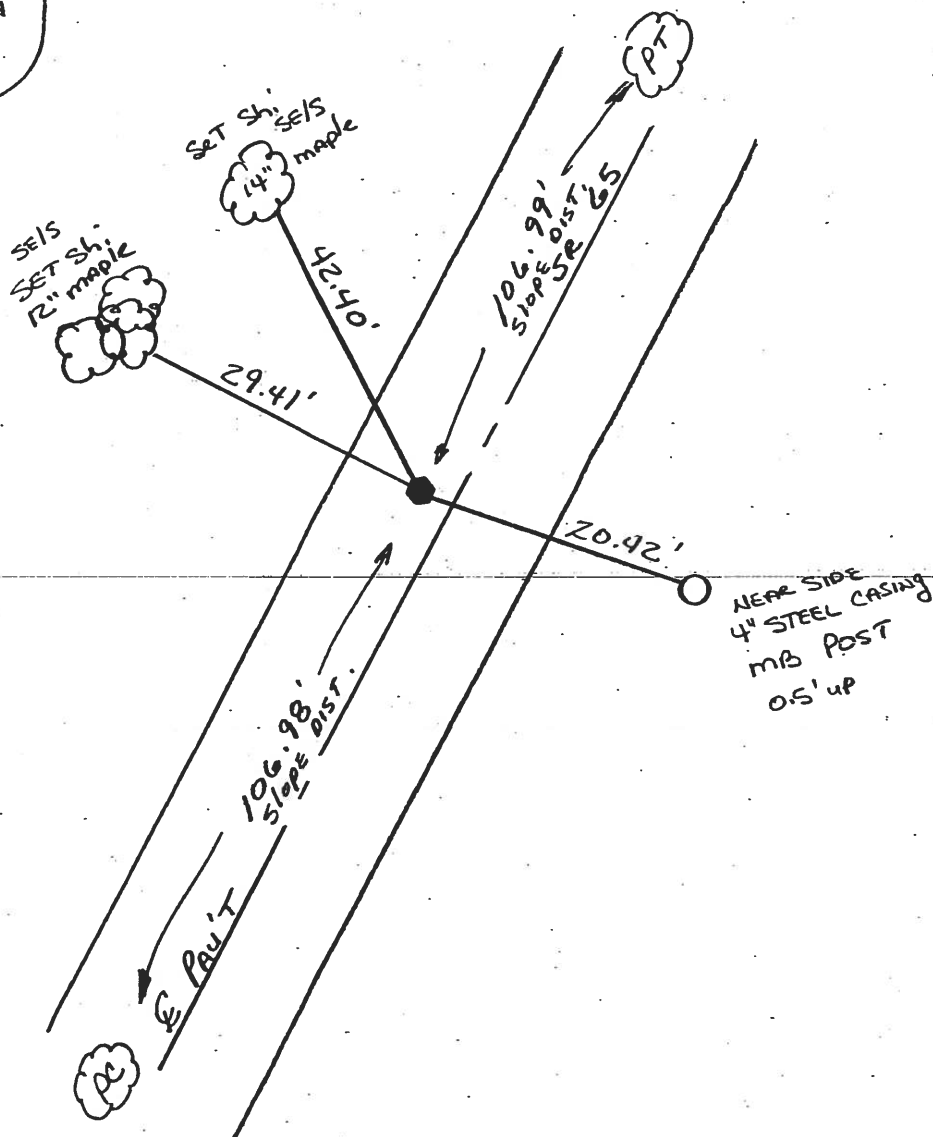 PT
SET Sh.
SE/S
maple
14"
SE/S
SET Sh.
12" maple
42.40'
106.99'
SLOPE DIST.
SR 65
29.41'
20.42'
NEAR SIDE
4" STEEL CASING
MB POST
0.5' UP
106.98'
SLOPE DIST.
℄ PAV'T
PC